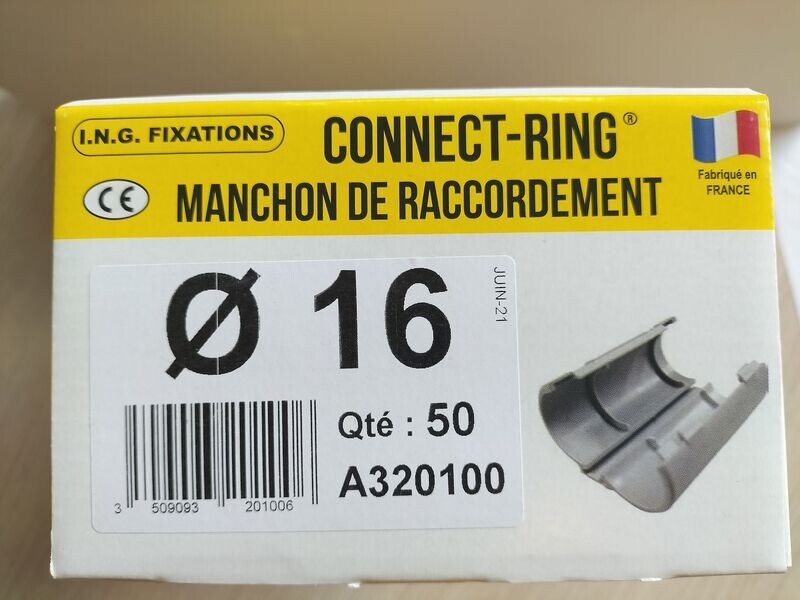 I.N.G. FIXATIONS
CONNECT-RING®
CE
MANCHON DE RACCORDEMENT
Fabriqué en
FRANCE
Ø 16
JUIN-21
Qté : 50
A320100
3 509093 201006